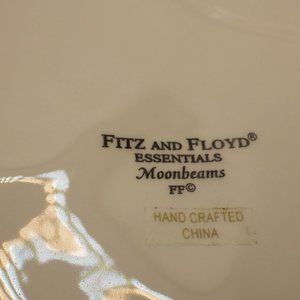 FITZ AND FLOYD®
ESSENTIALS
Moonbeams
FF©
HAND CRAFTED
CHINA